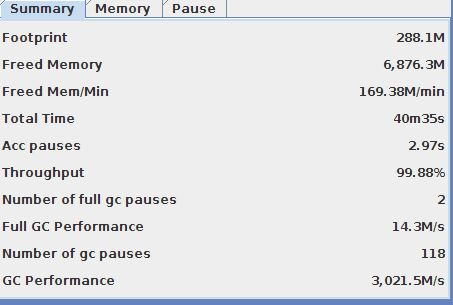 Summary Memory Pause
Footprint 288.1M
Freed Memory 6,876.3M
Freed Mem/Min 169.38M/min
Total Time 40m35s
Acc pauses 2.97s
Throughput 99.88%
Number of full gc pauses 2
Full GC Performance 14.3M/s
Number of gc pauses 118
GC Performance 3,021.5M/s